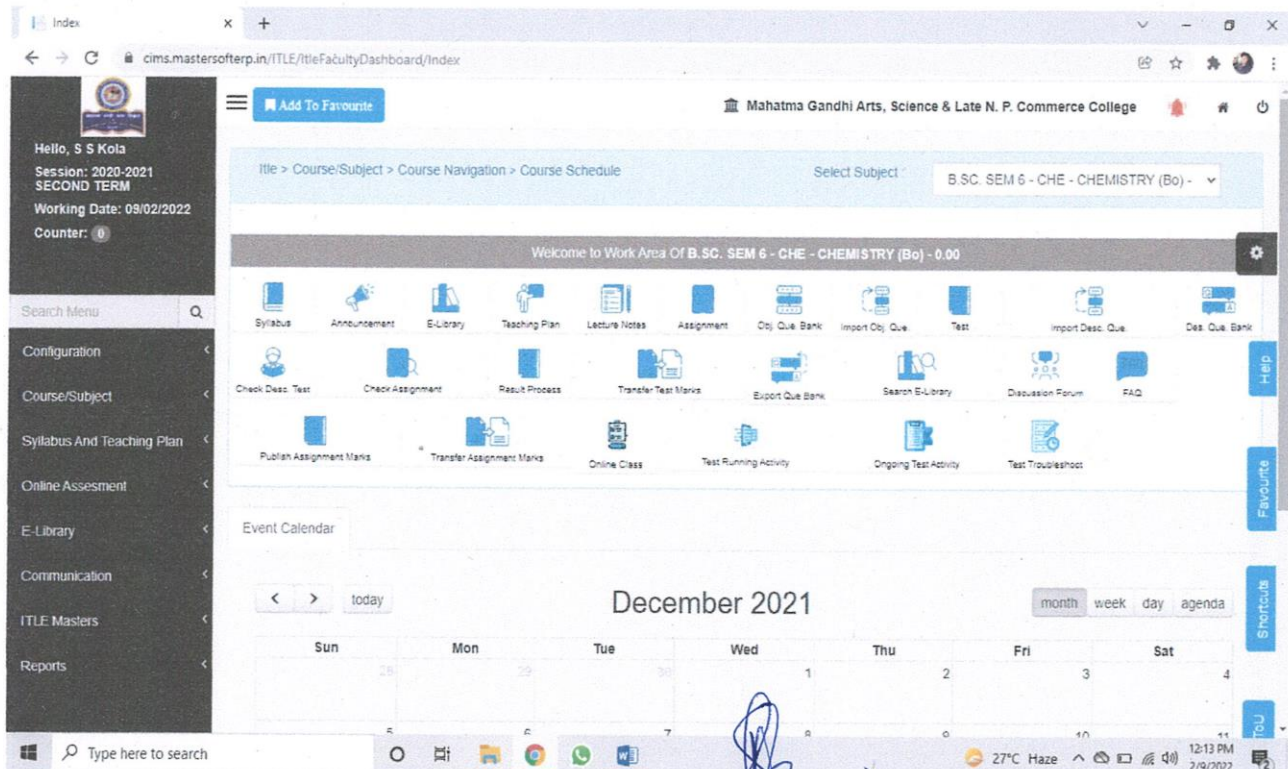 Index
cims.mastersofterp.in/ITLE/ItleFacultyDashboard/Index
Add To Favourite
Mahatma Gandhi Arts, Science & Late N. P. Commerce College
Hello, S S Kola
Session: 2020-2021
SECOND TERM
Working Date: 09/02/2022
Counter: 0
Itle > Course/Subject > Course Navigation > Course Schedule
Select Subject :
B.SC. SEM 6 - CHE - CHEMISTRY (Bo) -
Welcome to Work Area Of B.SC. SEM 6 - CHE - CHEMISTRY (Bo) - 0.00
Search Menu
Configuration
Course/Subject
Syllabus And Teaching Plan
Online Assesment
E-Library
Communication
ITLE Masters
Reports
Syllabus Announcement E-Library Teaching Plan Lecture Notes Assignment Obj. Que. Bank Import Obj. Que. Test Import Desc. Que. Des. Que. Bank
Check Desc. Test Check Assignment Result Process Transfer Test Marks Export Que Bank Search E-Library Discussion Forum FAQ
Publish Assignment Marks Transfer Assignment Marks Online Class Test Running Activity Ongoing Test Activity Test Troubleshoot
Help
Favourite
Shortcuts
ToU
Event Calendar
today
December 2021
month week day agenda
Sun Mon Tue Wed Thu Fri Sat
28 29 30 1 2 3 4
5 6 7 8 9 10 11
Type here to search
27°C Haze
12:13 PM
2/9/2022
2